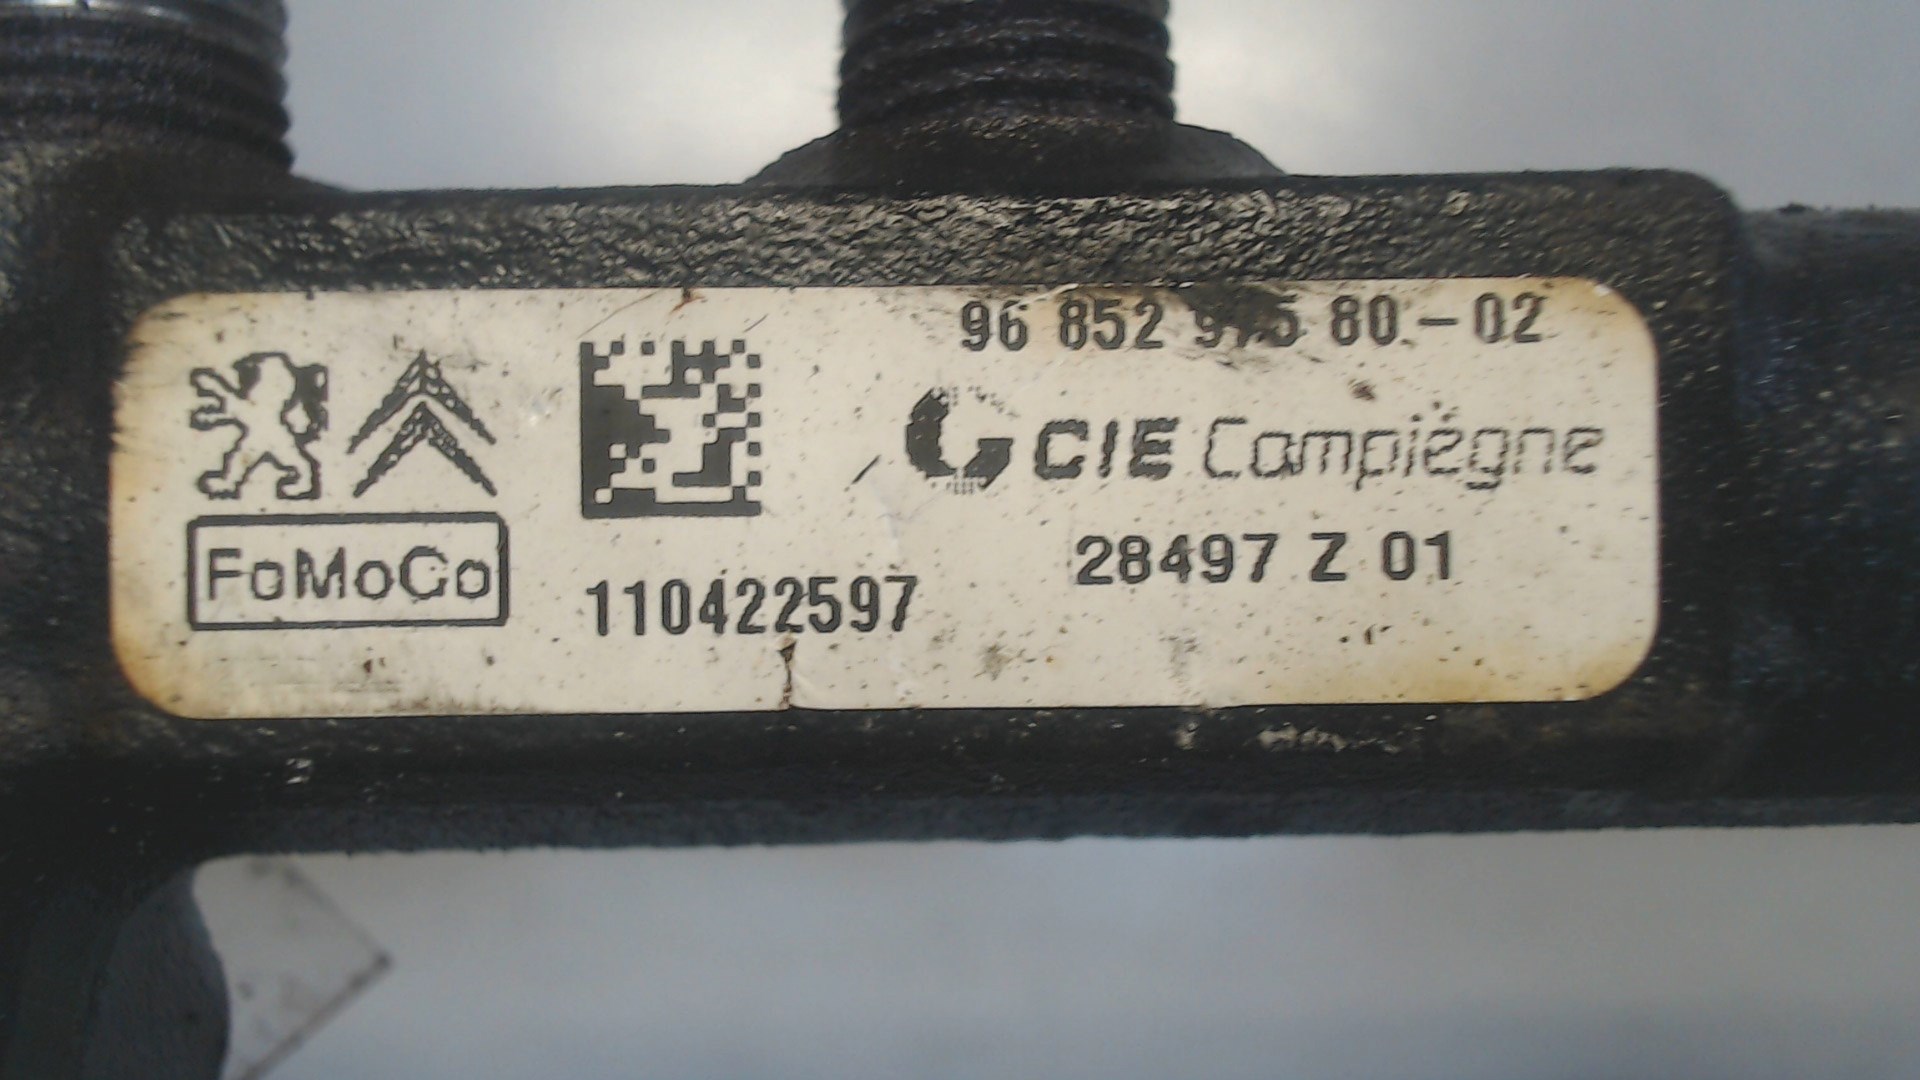 96 852 80-02
CIE Compiègne
FoMoCo
28497 Z 01
110422597